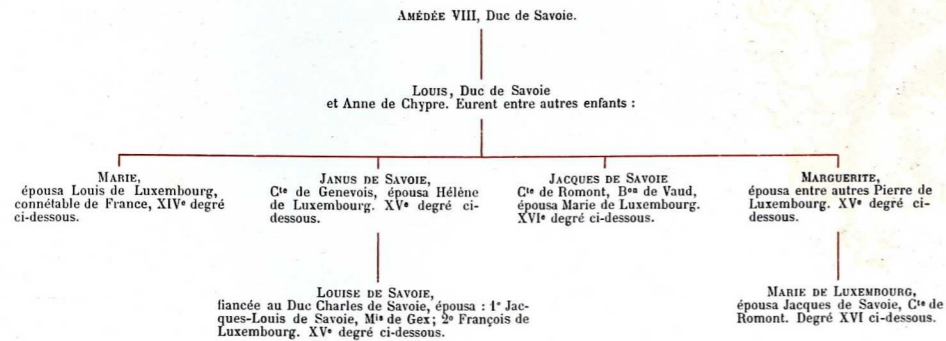 AMÉDÉE VIII, Duc de Savoie.
LOUIS, Duc de Savoie
et Anne de Chypre. Eurent entre autres enfants :
MARIE,
épousa Louis de Luxembourg,
connétable de France, XIVe degré
ci-dessous.
JANUS DE SAVOIE,
Cte de Genevois, épousa Hélène
de Luxembourg. XVe degré ci-
dessous.
JACQUES DE SAVOIE
Cte de Romont, Bon de Vaud,
épousa Marie de Luxembourg.
XVIe degré ci-dessous.
MARGUERITE,
épousa entre autres Pierre de
Luxembourg. XVe degré ci-
dessous.
LOUISE DE SAVOIE,
fiancée au Duc Charles de Savoie, épousa : 1° Jac-
ques-Louis de Savoie, Mis de Gex; 2° François de
Luxembourg. XVe degré ci-dessous.
MARIE DE LUXEMBOURG,
épousa Jacques de Savoie, Cte de
Romont. Degré XVI ci-dessous.